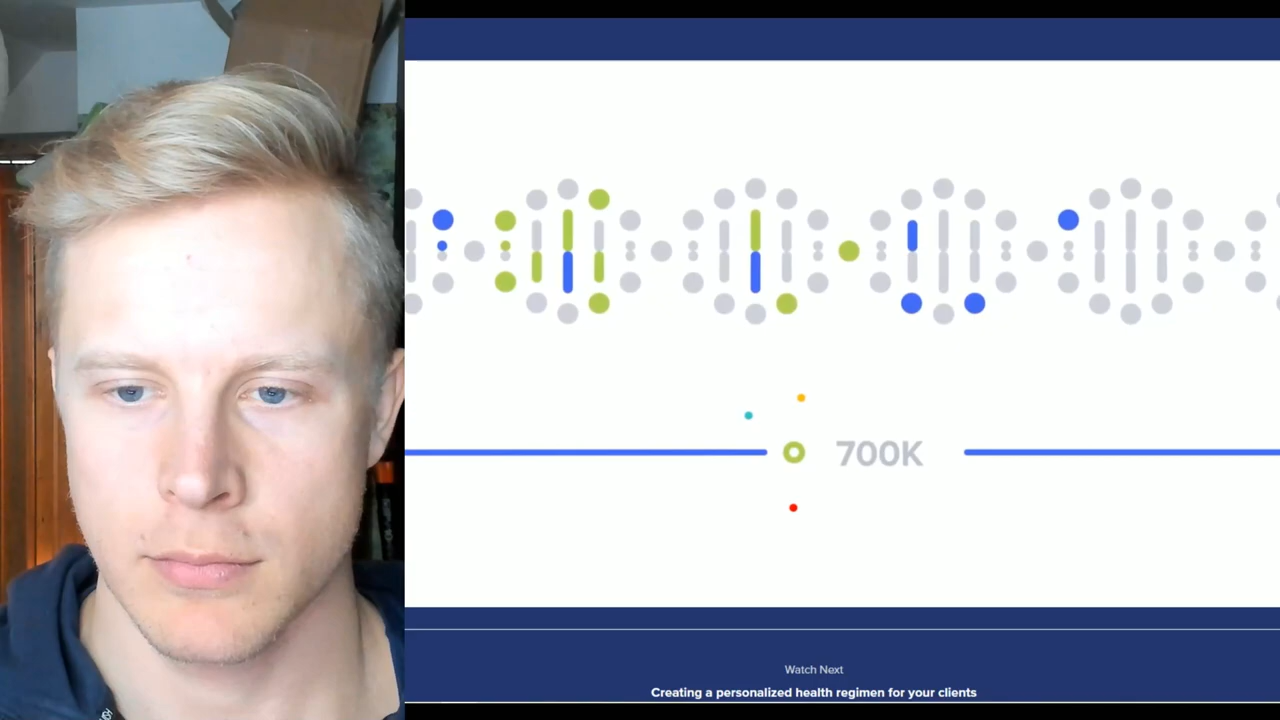 700K
Watch Next
Creating a personalized health regimen for your clients